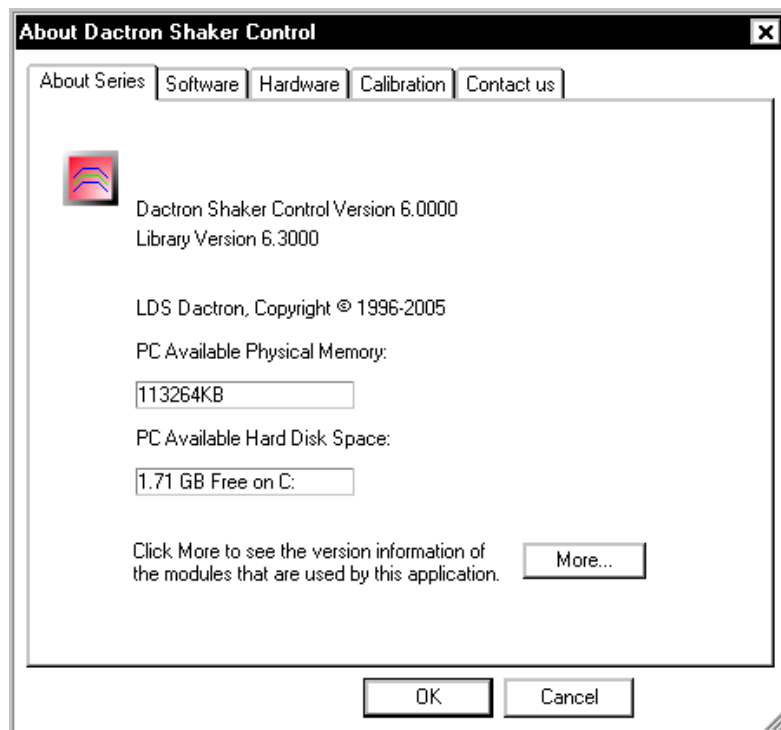 About Dactron Shaker Control
About Series Software Hardware Calibration Contact us
Dactron Shaker Control Version 6.0000
Library Version 6.3000
LDS Dactron, Copyright © 1996-2005
PC Available Physical Memory:
113264KB
PC Available Hard Disk Space:
1.71 GB Free on C:
Click More to see the version information of
the modules that are used by this application.
More...
OK Cancel